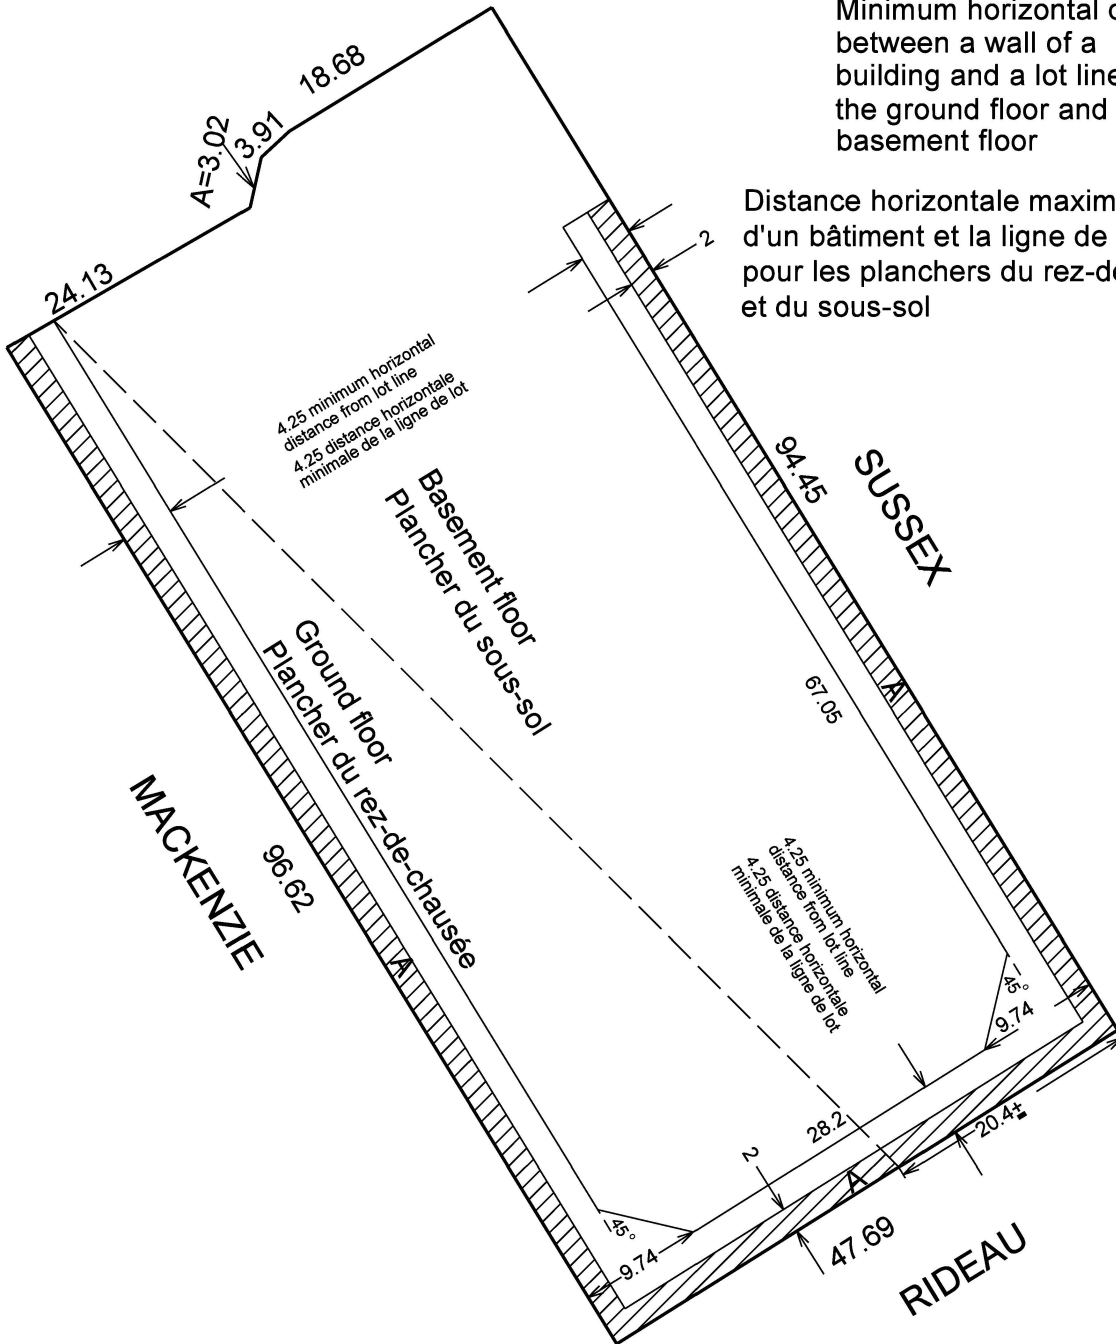 Minimum horizontal
between a wall of a
building and a lot line
the ground floor and
basement floor
Distance horizontale
d'un bâtiment et la ligne de
pour les planchers du
et du sous-sol
18.68
3.91
A=3.02
24.13
2
4.25 minimum horizontal
distance from lot line
4.25 distance horizontale
minimale de la ligne de lot
Basement floor
Plancher du sous-sol
94.45
SUSSEX
67.05
A
Ground floor
Plancher du rez-de-chausée
MACKENZIE
96.62
A
4.25 minimum horizontal
distance from lot line
4.25 distance horizontale
minimale de la ligne de lot
45°
9.74
28.2
20.4±
2
A
45°
9.74
47.69
RIDEAU